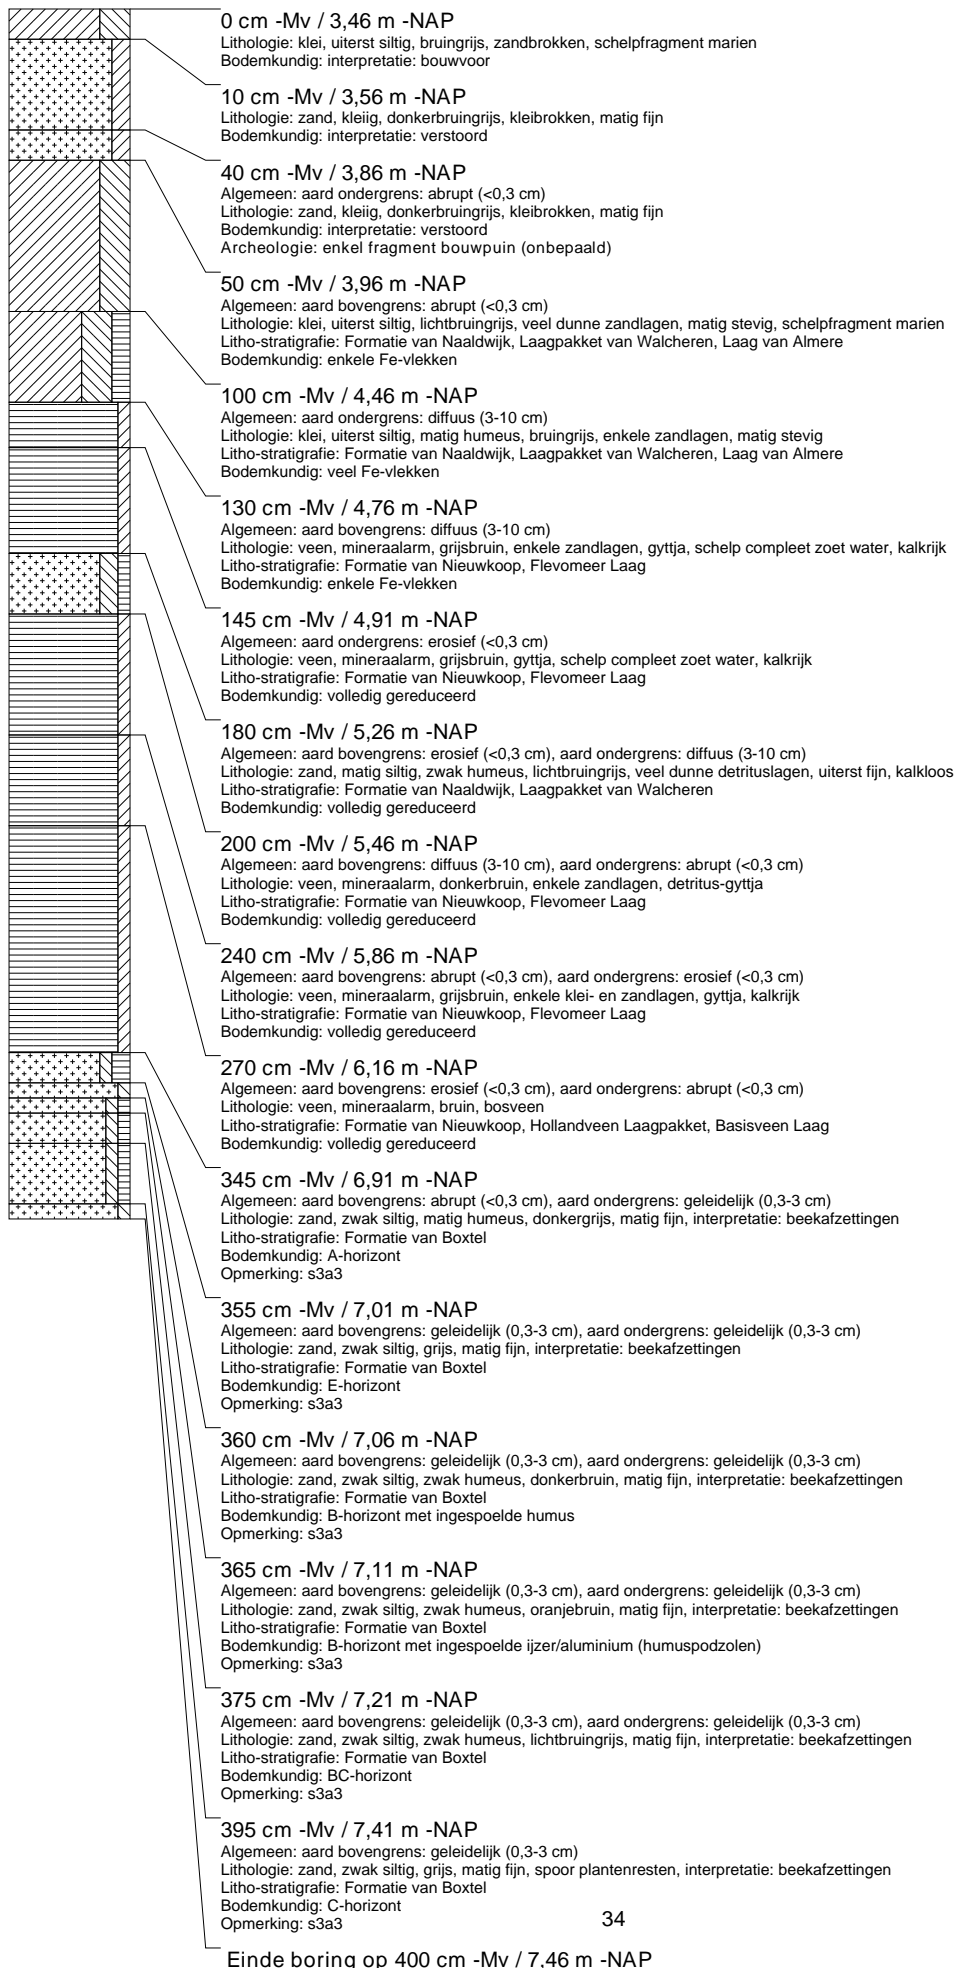 0 cm -Mv / 3,46 m -NAP
Lithologie: klei, uiterst siltig, bruingrijs, zandbrokken, schelpfragment marien
Bodemkundig: interpretatie: bouwvoor
10 cm -Mv / 3,56 m -NAP
Lithologie: zand, kleiig, donkerbruingrijs, kleibrokken, matig fijn
Bodemkundig: interpretatie: verstoord
40 cm -Mv / 3,86 m -NAP
Algemeen: aard ondergrens: abrupt (<0,3 cm)
Lithologie: zand, kleiig, donkerbruingrijs, kleibrokken, matig fijn
Bodemkundig: interpretatie: verstoord
Archeologie: enkel fragment bouwpuin (onbepaald)
50 cm -Mv / 3,96 m -NAP
Algemeen: aard bovengrens: abrupt (<0,3 cm)
Lithologie: klei, uiterst siltig, lichtbruingrijs, veel dunne zandlagen, matig stevig, schelpfragment marien
Litho-stratigrafie: Formatie van Naaldwijk, Laagpakket van Walcheren, Laag van Almere
Bodemkundig: enkele Fe-vlekken
100 cm -Mv / 4,46 m -NAP
Algemeen: aard ondergrens: diffuus (3-10 cm)
Lithologie: klei, uiterst siltig, matig humeus, bruingrijs, enkele zandlagen, matig stevig
Litho-stratigrafie: Formatie van Naaldwijk, Laagpakket van Walcheren, Laag van Almere
Bodemkundig: veel Fe-vlekken
130 cm -Mv / 4,76 m -NAP
Algemeen: aard bovengrens: diffuus (3-10 cm)
Lithologie: veen, mineraalarm, grijsbruin, enkele zandlagen, gyttja, schelp compleet zoet water, kalkrijk
Litho-stratigrafie: Formatie van Nieuwkoop, Flevomeer Laag
Bodemkundig: enkele Fe-vlekken
145 cm -Mv / 4,91 m -NAP
Algemeen: aard ondergrens: erosief (<0,3 cm)
Lithologie: veen, mineraalarm, grijsbruin, gyttja, schelp compleet zoet water, kalkrijk
Litho-stratigrafie: Formatie van Nieuwkoop, Flevomeer Laag
Bodemkundig: volledig gereduceerd
180 cm -Mv / 5,26 m -NAP
Algemeen: aard bovengrens: erosief (<0,3 cm), aard ondergrens: diffuus (3-10 cm)
Lithologie: zand, matig siltig, zwak humeus, lichtbruingrijs, veel dunne detrituslagen, uiterst fijn, kalkloos
Litho-stratigrafie: Formatie van Naaldwijk, Laagpakket van Walcheren
Bodemkundig: volledig gereduceerd
200 cm -Mv / 5,46 m -NAP
Algemeen: aard bovengrens: diffuus (3-10 cm), aard ondergrens: abrupt (<0,3 cm)
Lithologie: veen, mineraalarm, donkerbruin, enkele zandlagen, detritus-gyttja
Litho-stratigrafie: Formatie van Nieuwkoop, Flevomeer Laag
Bodemkundig: volledig gereduceerd
240 cm -Mv / 5,86 m -NAP
Algemeen: aard bovengrens: abrupt (<0,3 cm), aard ondergrens: erosief (<0,3 cm)
Lithologie: veen, mineraalarm, grijsbruin, enkele klei- en zandlagen, gyttja, kalkrijk
Litho-stratigrafie: Formatie van Nieuwkoop, Flevomeer Laag
Bodemkundig: volledig gereduceerd
270 cm -Mv / 6,16 m -NAP
Algemeen: aard bovengrens: erosief (<0,3 cm), aard ondergrens: abrupt (<0,3 cm)
Lithologie: veen, mineraalarm, bruin, bosveen
Litho-stratigrafie: Formatie van Nieuwkoop, Hollandveen Laagpakket, Basisveen Laag
Bodemkundig: volledig gereduceerd
345 cm -Mv / 6,91 m -NAP
Algemeen: aard bovengrens: abrupt (<0,3 cm), aard ondergrens: geleidelijk (0,3-3 cm)
Lithologie: zand, zwak siltig, matig humeus, donkergrijs, matig fijn, interpretatie: beekafzettingen
Litho-stratigrafie: Formatie van Boxtel
Bodemkundig: A-horizont
Opmerking: s3a3
355 cm -Mv / 7,01 m -NAP
Algemeen: aard bovengrens: geleidelijk (0,3-3 cm), aard ondergrens: geleidelijk (0,3-3 cm)
Lithologie: zand, zwak siltig, grijs, matig fijn, interpretatie: beekafzettingen
Litho-stratigrafie: Formatie van Boxtel
Bodemkundig: E-horizont
Opmerking: s3a3
360 cm -Mv / 7,06 m -NAP
Algemeen: aard bovengrens: geleidelijk (0,3-3 cm), aard ondergrens: geleidelijk (0,3-3 cm)
Lithologie: zand, zwak siltig, zwak humeus, donkerbruin, matig fijn, interpretatie: beekafzettingen
Litho-stratigrafie: Formatie van Boxtel
Bodemkundig: B-horizont met ingespoelde humus
Opmerking: s3a3
365 cm -Mv / 7,11 m -NAP
Algemeen: aard bovengrens: geleidelijk (0,3-3 cm), aard ondergrens: geleidelijk (0,3-3 cm)
Lithologie: zand, zwak siltig, zwak humeus, oranjebruin, matig fijn, interpretatie: beekafzettingen
Litho-stratigrafie: Formatie van Boxtel
Bodemkundig: B-horizont met ingespoelde ijzer/aluminium (humuspodzolen)
Opmerking: s3a3
375 cm -Mv / 7,21 m -NAP
Algemeen: aard bovengrens: geleidelijk (0,3-3 cm), aard ondergrens: geleidelijk (0,3-3 cm)
Lithologie: zand, zwak siltig, zwak humeus, lichtbruingrijs, matig fijn, interpretatie: beekafzettingen
Litho-stratigrafie: Formatie van Boxtel
Bodemkundig: BC-horizont
Opmerking: s3a3
395 cm -Mv / 7,41 m -NAP
Algemeen: aard bovengrens: geleidelijk (0,3-3 cm)
Lithologie: zand, zwak siltig, grijs, matig fijn, spoor plantenresten, interpretatie: beekafzettingen
Litho-stratigrafie: Formatie van Boxtel
Bodemkundig: C-horizont
Opmerking: s3a3
34
Einde boring op 400 cm -Mv / 7,46 m -NAP